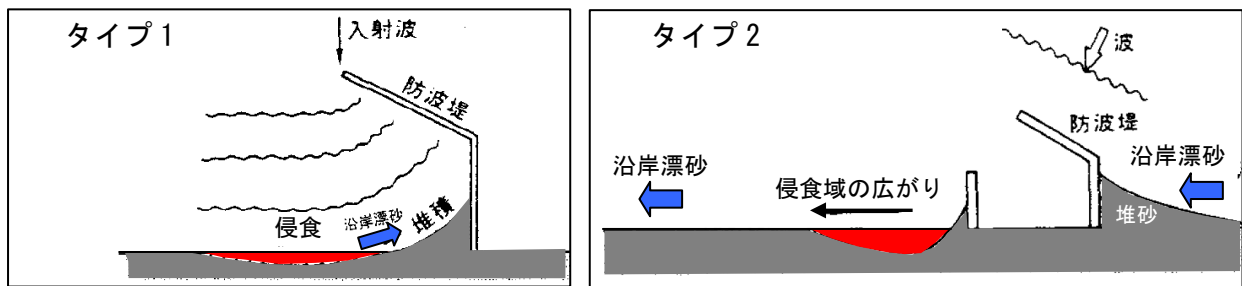 タイプ1
入射波
防波堤
侵食
沿岸漂砂
堆積
タイプ2
波
防波堤
沿岸漂砂
沿岸漂砂
侵食域の広がり
堆砂